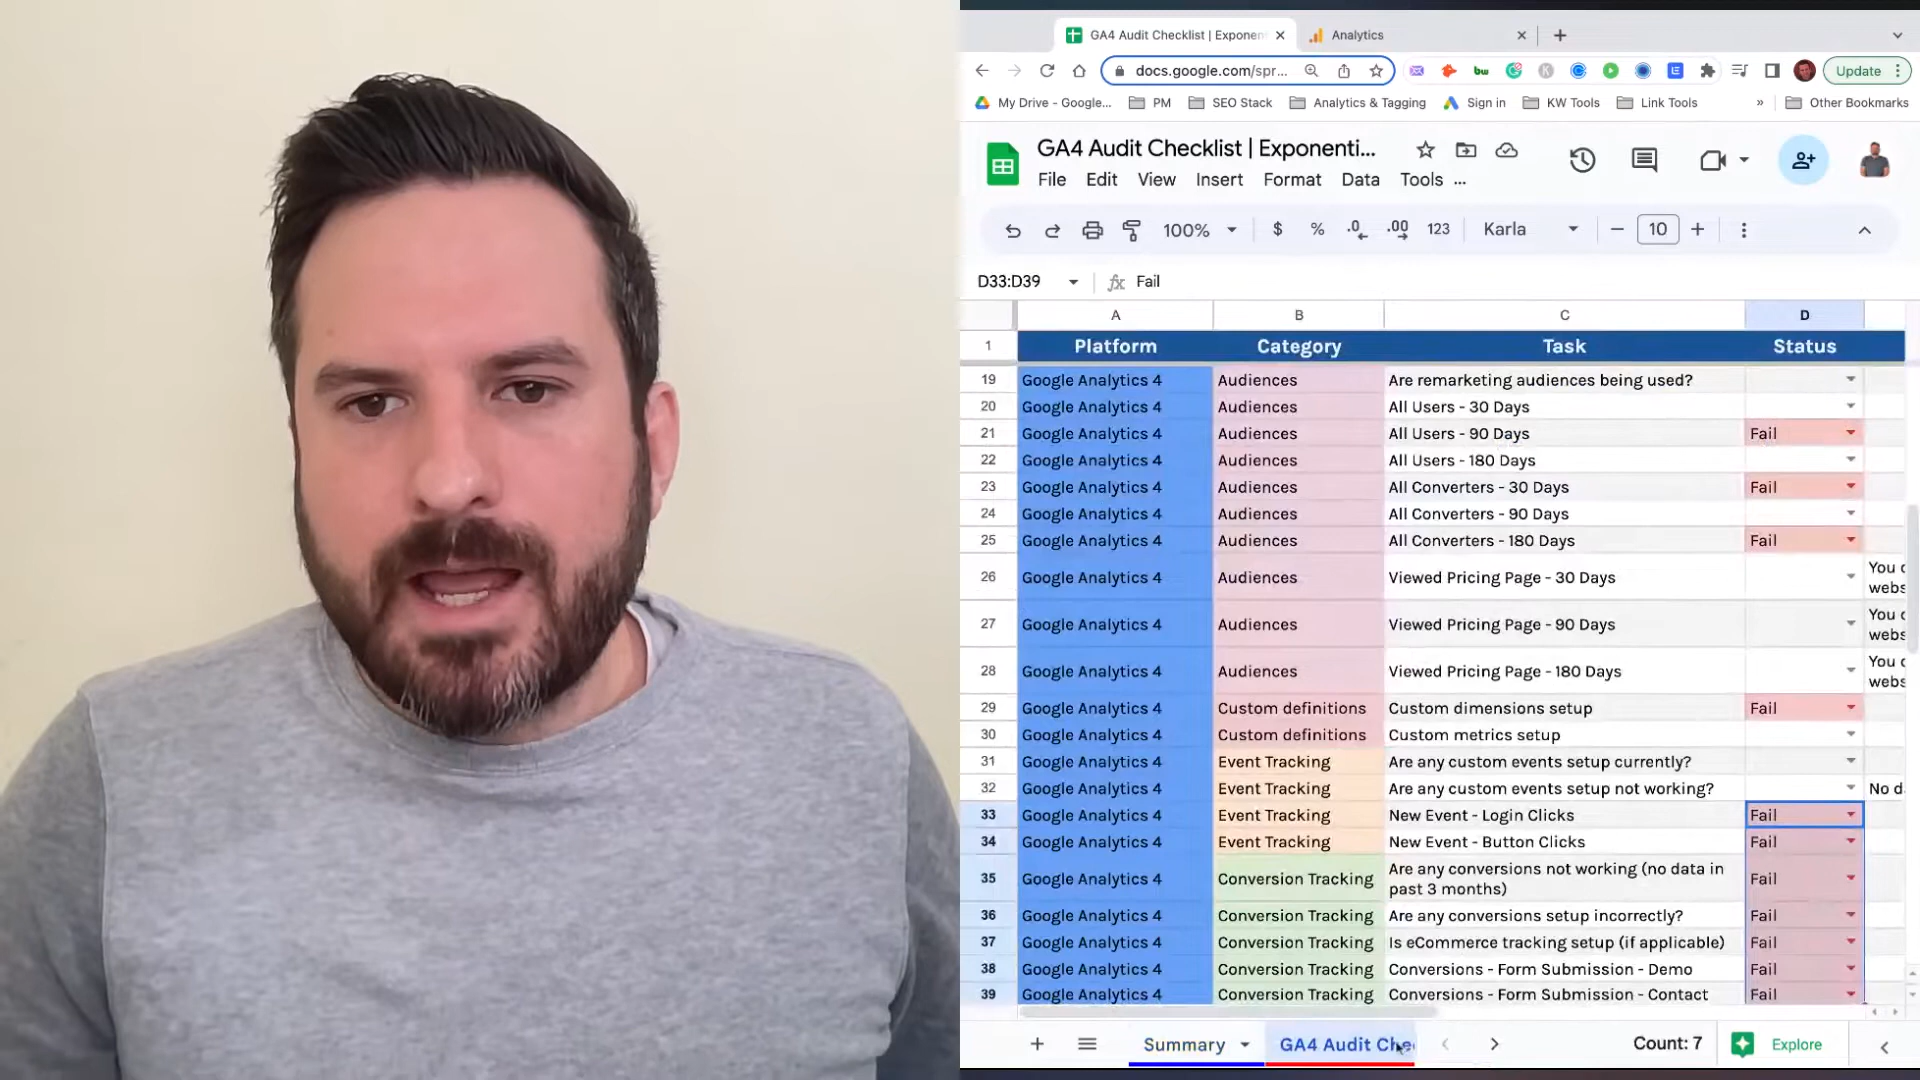 GA4 Audit Checklist | Exponen
Analytics
docs.google.com/spr...
bw
K
E
Update
My Drive - Google...
PM
SEO Stack
Analytics & Tagging
Sign in
KW Tools
Link Tools
»
Other Bookmarks
GA4 Audit Checklist | Exponenti...
File Edit View Insert Format Data Tools ...
100% $ % .0 .00 123 Karla − 10 +
D33:D39 fx Fail
A B C D
1 Platform Category Task Status
19 Google Analytics 4 Audiences Are remarketing audiences being used?
20 Google Analytics 4 Audiences All Users - 30 Days
21 Google Analytics 4 Audiences All Users - 90 Days Fail
22 Google Analytics 4 Audiences All Users - 180 Days
23 Google Analytics 4 Audiences All Converters - 30 Days Fail
24 Google Analytics 4 Audiences All Converters - 90 Days
25 Google Analytics 4 Audiences All Converters - 180 Days Fail
26 Google Analytics 4 Audiences Viewed Pricing Page - 30 Days You c
webs
27 Google Analytics 4 Audiences Viewed Pricing Page - 90 Days You c
webs
28 Google Analytics 4 Audiences Viewed Pricing Page - 180 Days You c
webs
29 Google Analytics 4 Custom definitions Custom dimensions setup Fail
30 Google Analytics 4 Custom definitions Custom metrics setup
31 Google Analytics 4 Event Tracking Are any custom events setup currently?
32 Google Analytics 4 Event Tracking Are any custom events setup not working? No d
33 Google Analytics 4 Event Tracking New Event - Login Clicks Fail
34 Google Analytics 4 Event Tracking New Event - Button Clicks Fail
35 Google Analytics 4 Conversion Tracking Are any conversions not working (no data in
past 3 months) Fail
36 Google Analytics 4 Conversion Tracking Are any conversions setup incorrectly? Fail
37 Google Analytics 4 Conversion Tracking Is eCommerce tracking setup (if applicable) Fail
38 Google Analytics 4 Conversion Tracking Conversions - Form Submission - Demo Fail
39 Google Analytics 4 Conversion Tracking Conversions - Form Submission - Contact Fail
Summary GA4 Audit Che Count: 7 Explore